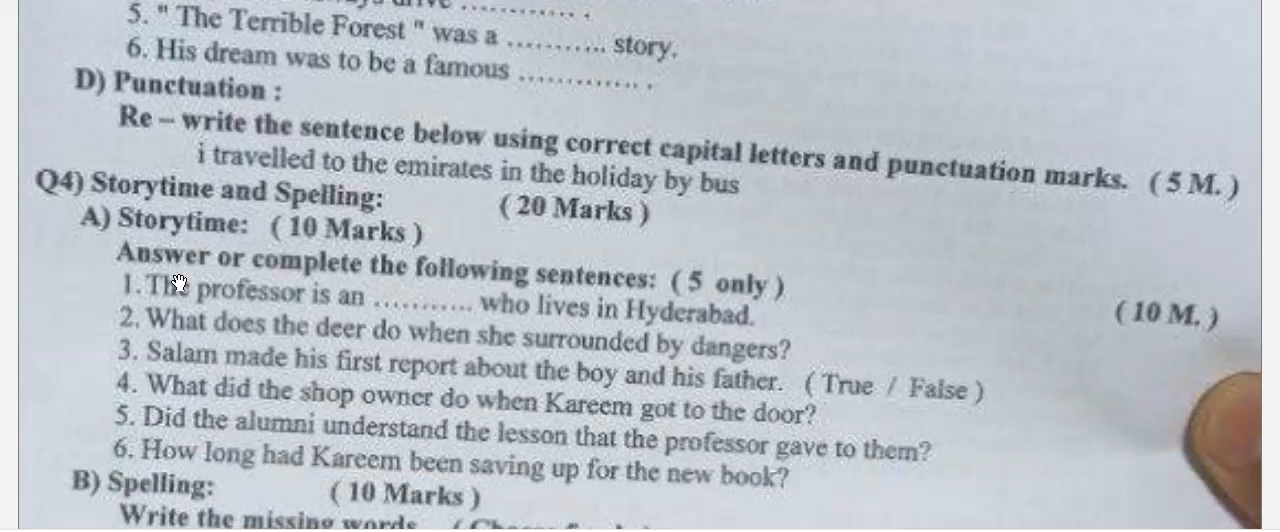 5. " The Terrible Forest " was a ........... story.
6. His dream was to be a famous .............. .
D) Punctuation :
Re – write the sentence below using correct capital letters and punctuation marks. ( 5 M. )
i travelled to the emirates in the holiday by bus
Q4) Storytime and Spelling: ( 20 Marks )
A) Storytime: ( 10 Marks )
Answer or complete the following sentences: ( 5 only ) ( 10 M. )
1. The professor is an ........... who lives in Hyderabad.
2. What does the deer do when she surrounded by dangers?
3. Salam made his first report about the boy and his father. ( True / False )
4. What did the shop owner do when Kareem got to the door?
5. Did the alumni understand the lesson that the professor gave to them?
6. How long had Kareem been saving up for the new book?
B) Spelling: ( 10 Marks )
Write the missing words